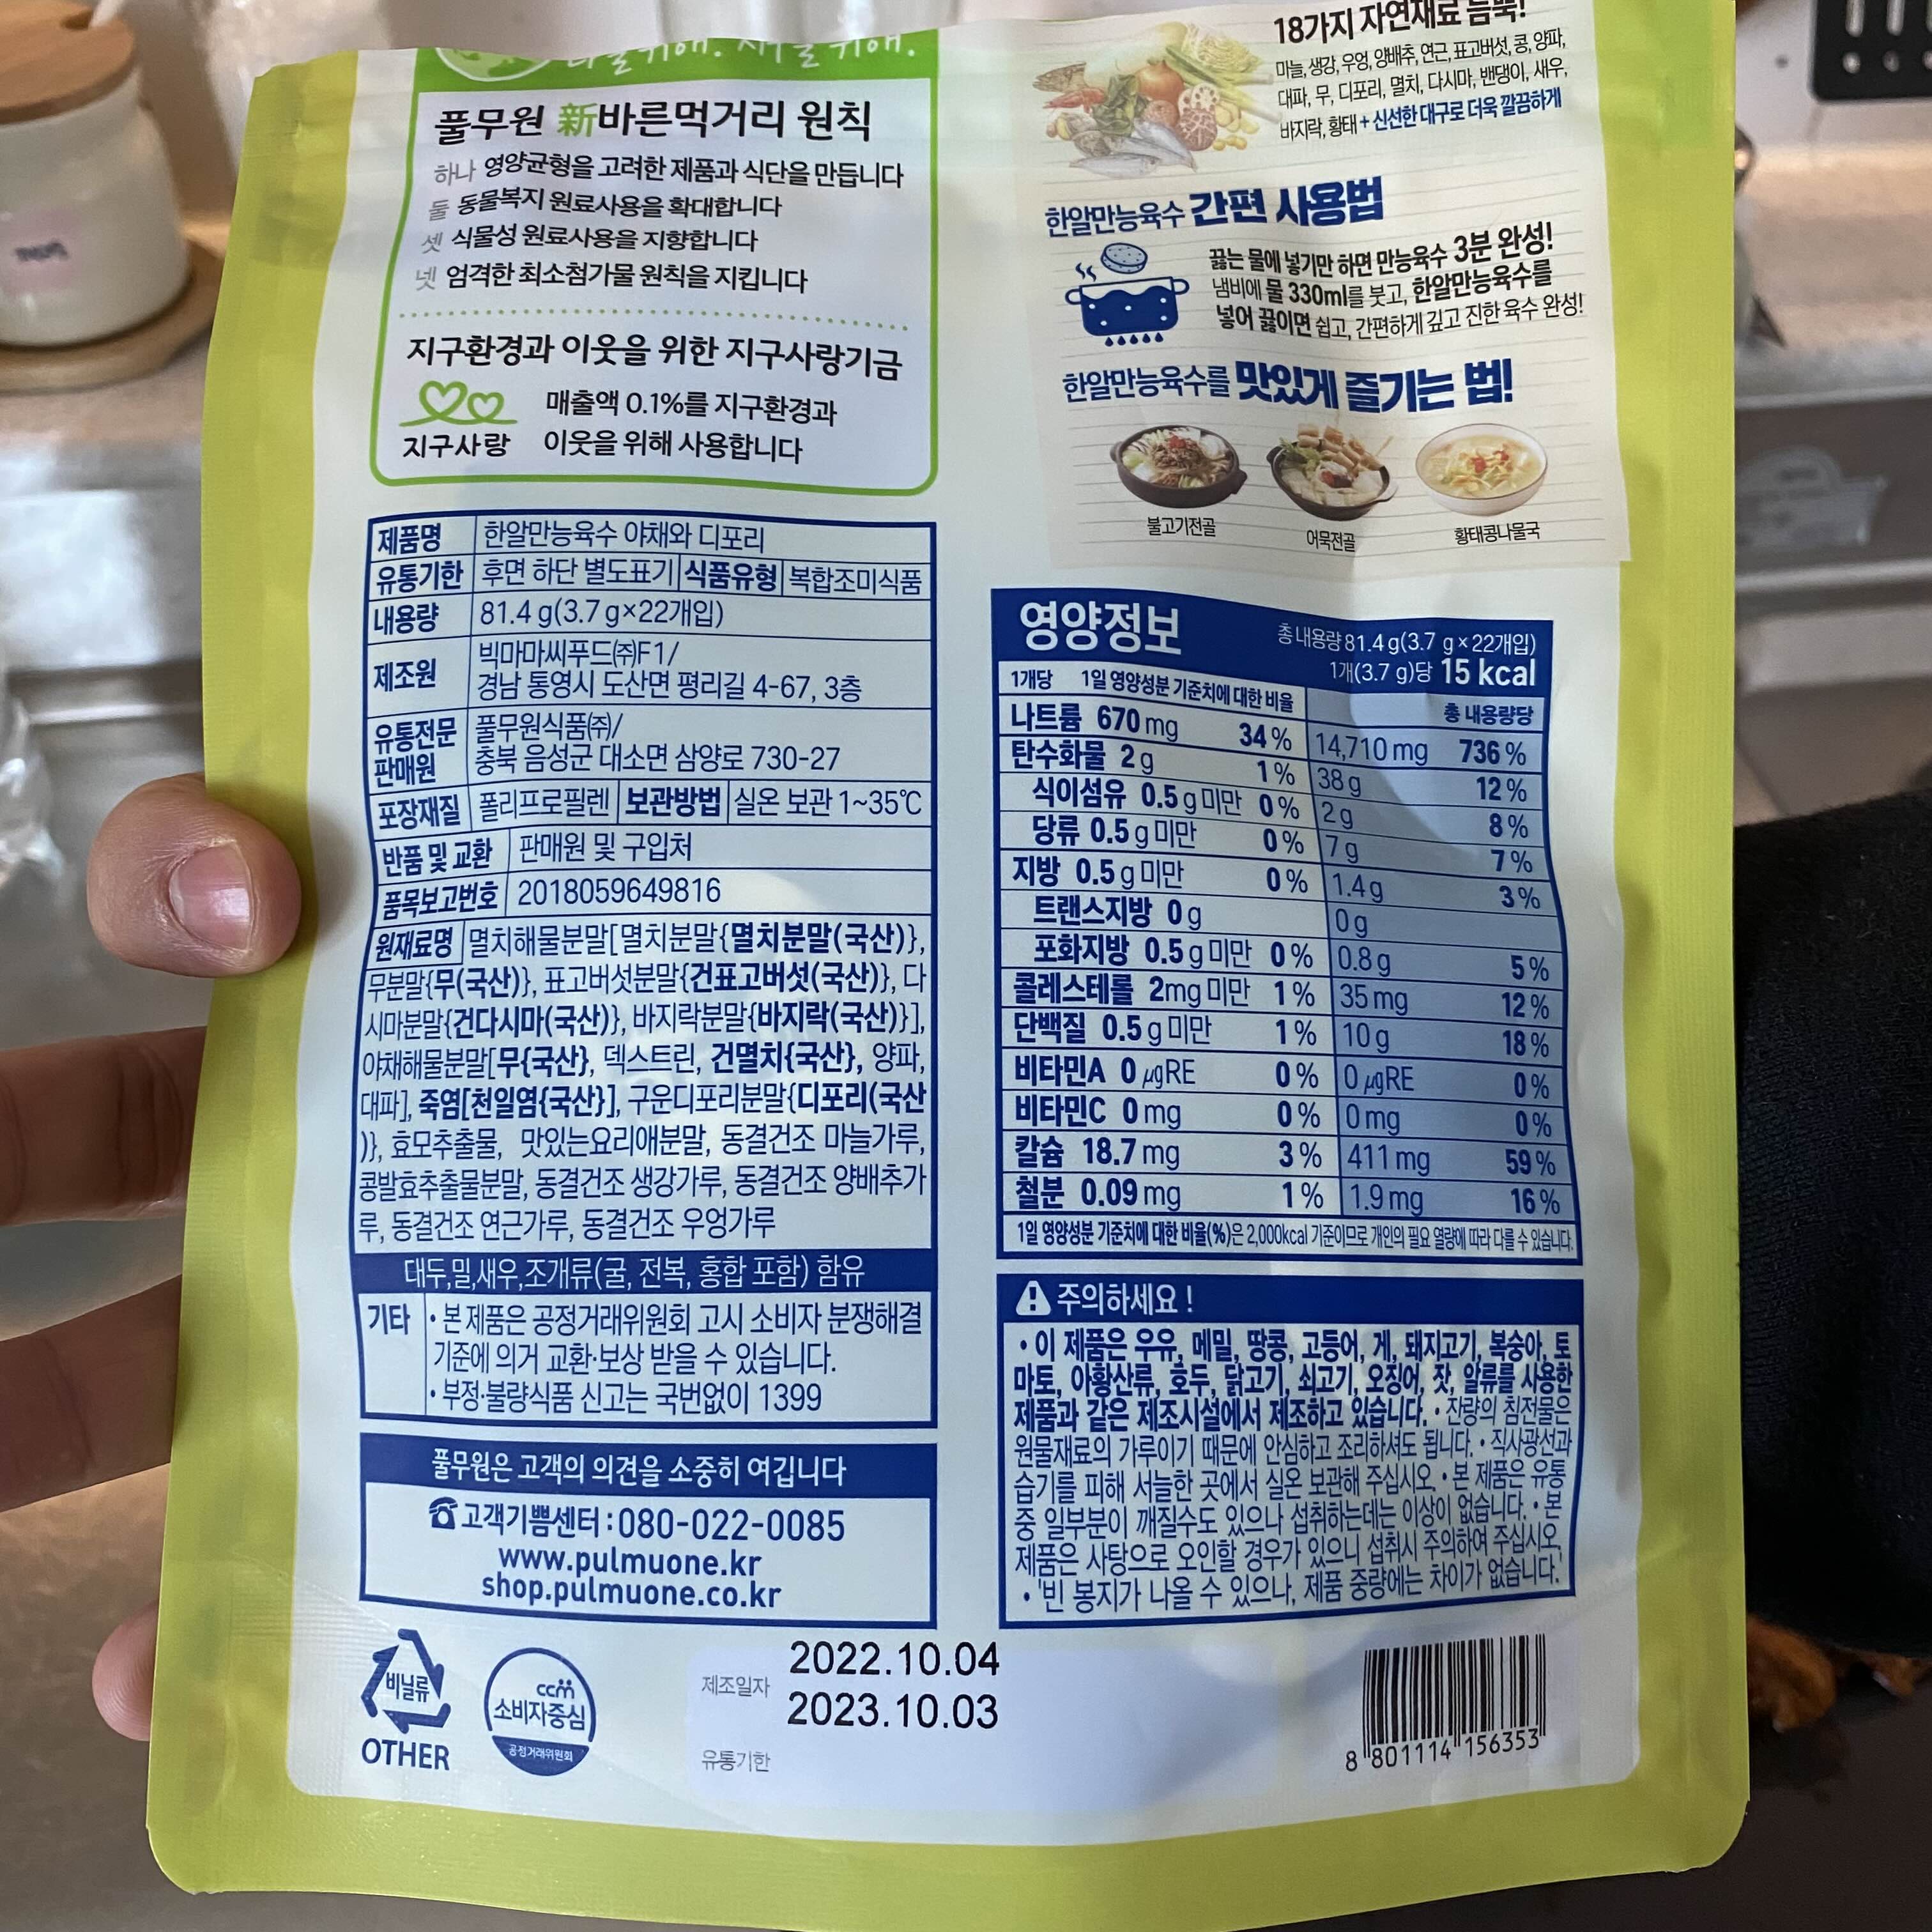 나를 위해. 지구를 위해.
풀무원 新바른먹거리 원칙
하나 영양균형을 고려한 제품과 식단을 만듭니다
둘 동물복지 원료사용을 확대합니다
셋 식물성 원료사용을 지향합니다
넷 엄격한 최소첨가물 원칙을 지킵니다
지구환경과 이웃을 위한 지구사랑기금
매출액 0.1%를 지구환경과
지구사랑 이웃을 위해 사용합니다
제품명 한알만능육수 야채와 디포리
유통기한 후면 하단 별도표기 식품유형 복합조미식품
내용량 81.4 g(3.7 g×22개입)
제조원 빅마마씨푸드㈜F1/
경남 통영시 도산면 평리길 4-67, 3층
유통전문 풀무원식품㈜/
판매원 충북 음성군 대소면 삼양로 730-27
포장재질 폴리프로필렌 보관방법 실온 보관 1~35℃
반품 및 교환 판매원 및 구입처
품목보고번호 2018059649816
원재료명 멸치해물분말[멸치분말{멸치분말(국산)},
무분말{무(국산)}, 표고버섯분말{건표고버섯(국산)}, 다
시마분말{건다시마(국산)}, 바지락분말{바지락(국산)}],
야채해물분말[무{국산}, 덱스트린, 건멸치{국산}, 양파,
대파], 죽염[천일염{국산}], 구운디포리분말{디포리(국산
)}, 효모추출물, 맛있는요리애분말, 동결건조 마늘가루,
콩발효추출물분말, 동결건조 생강가루, 동결건조 양배추가
루, 동결건조 연근가루, 동결건조 우엉가루
대두,밀,새우,조개류(굴, 전복, 홍합 포함) 함유
기타 • 본 제품은 공정거래위원회 고시 소비자 분쟁해결
기준에 의거 교환·보상 받을 수 있습니다.
• 부정·불량식품 신고는 국번없이 1399
풀무원은 고객의 의견을 소중히 여깁니다
☎고객기쁨센터:080-022-0085
www.pulmuone.kr
shop.pulmuone.co.kr
비닐류
OTHER
ccm
소비자중심
공정거래위원회
2022.10.04
제조일자
2023.10.03
유통기한
18가지 자연재료 듬뿍!
마늘, 생강, 우엉, 양배추, 연근, 표고버섯, 콩, 양파,
대파, 무, 디포리, 멸치, 다시마, 밴댕이, 새우,
바지락, 황태 + 신선한 대구로 더욱 깔끔하게
한알만능육수 간편 사용법
끓는 물에 넣기만 하면 만능육수 3분 완성!
냄비에 물 330ml를 붓고, 한알만능육수를
넣어 끓이면 쉽고, 간편하게 깊고 진한 육수 완성!
한알만능육수를 맛있게 즐기는 법!
불고기전골 어묵전골 황태콩나물국
영양정보 총 내용량 81.4 g(3.7 g×22개입)
1개(3.7 g)당 15 kcal
1개당 1일 영양성분 기준치에 대한 비율 총 내용량당
나트륨 670 mg 34 % 14,710 mg 736 %
탄수화물 2 g 1 % 38 g 12 %
식이섬유 0.5 g 미만 0 % 2 g 8 %
당류 0.5 g 미만 0 % 7 g 7 %
지방 0.5 g 미만 0 % 1.4 g 3 %
트랜스지방 0 g 0 g
포화지방 0.5 g 미만 0 % 0.8 g 5 %
콜레스테롤 2mg 미만 1 % 35 mg 12 %
단백질 0.5 g 미만 1 % 10 g 18 %
비타민A 0 μgRE 0 % 0 μgRE 0 %
비타민C 0 mg 0 % 0 mg 0 %
칼슘 18.7 mg 3 % 411 mg 59 %
철분 0.09 mg 1 % 1.9 mg 16 %
1일 영양성분 기준치에 대한 비율(%)은 2,000kcal 기준이므로 개인의 필요 열량에 따라 다를 수 있습니다.
주의하세요 !
• 이 제품은 우유, 메밀, 땅콩, 고등어, 게, 돼지고기, 복숭아, 토
마토, 아황산류, 호두, 닭고기, 쇠고기, 오징어, 잣, 알류를 사용한
제품과 같은 제조시설에서 제조하고 있습니다. • 잔량의 침전물은
원물재료의 가루이기 때문에 안심하고 조리하셔도 됩니다. • 직사광선과
습기를 피해 서늘한 곳에서 실온 보관해 주십시오. • 본 제품은 유통
중 일부분이 깨질수도 있으나 섭취하는데는 이상이 없습니다. • 본
제품은 사탕으로 오인할 경우가 있으니 섭취시 주의하여 주십시오.
• '빈 봉지'가 나올 수 있으나, 제품 중량에는 차이가 없습니다.
8 801114 156353